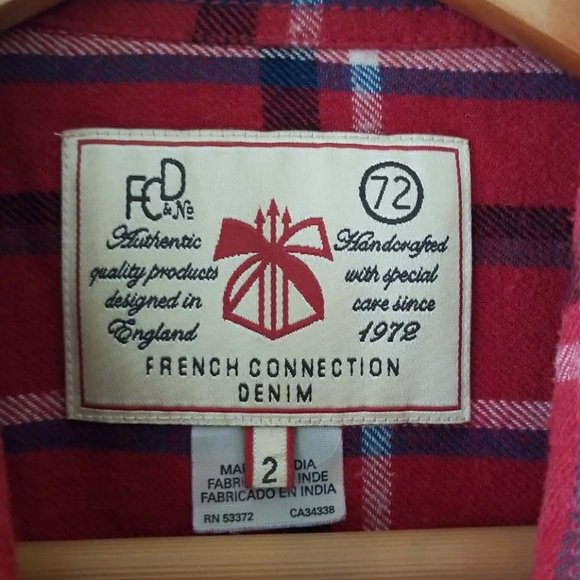 FCD
& No
72
Authentic
quality products
designed in
England
Handcrafted
with special
care since
1972
FRENCH CONNECTION
DENIM
2
INDE
FABRICADO EN INDIA
RN 53372 CA34338